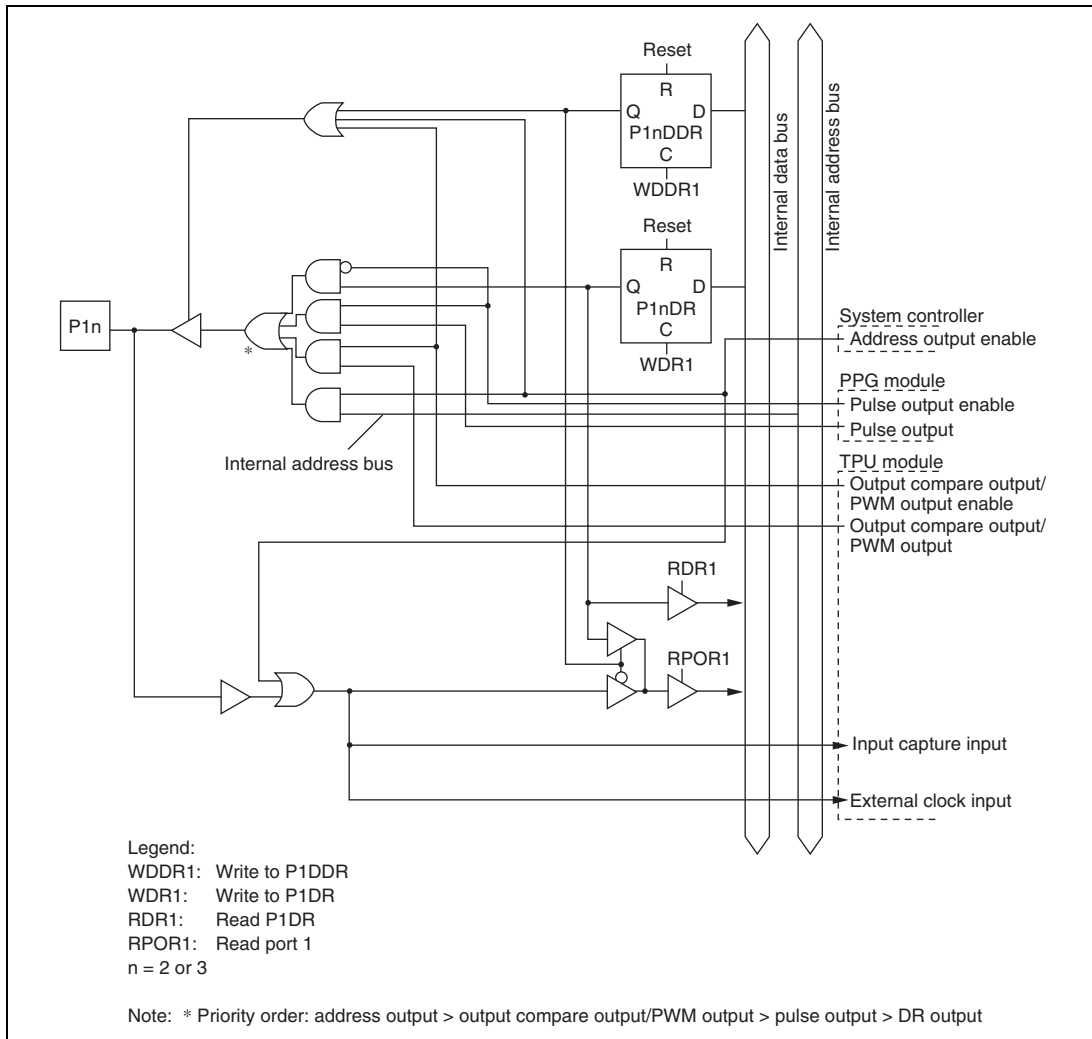 Reset
R
Q D
P1nDDR
C
WDDR1
Reset
R
Q D
P1nDR
C
WDR1
Internal data bus
Internal address bus
P1n
*
System controller
Address output enable
PPG module
Pulse output enable
Pulse output
Internal address bus
TPU module
Output compare output/
PWM output enable
Output compare output/
PWM output
RDR1
RPOR1
Input capture input
External clock input
Legend:
WDDR1: Write to P1DDR
WDR1: Write to P1DR
RDR1: Read P1DR
RPOR1: Read port 1
n = 2 or 3
Note: * Priority order: address output > output compare output/PWM output > pulse output > DR output